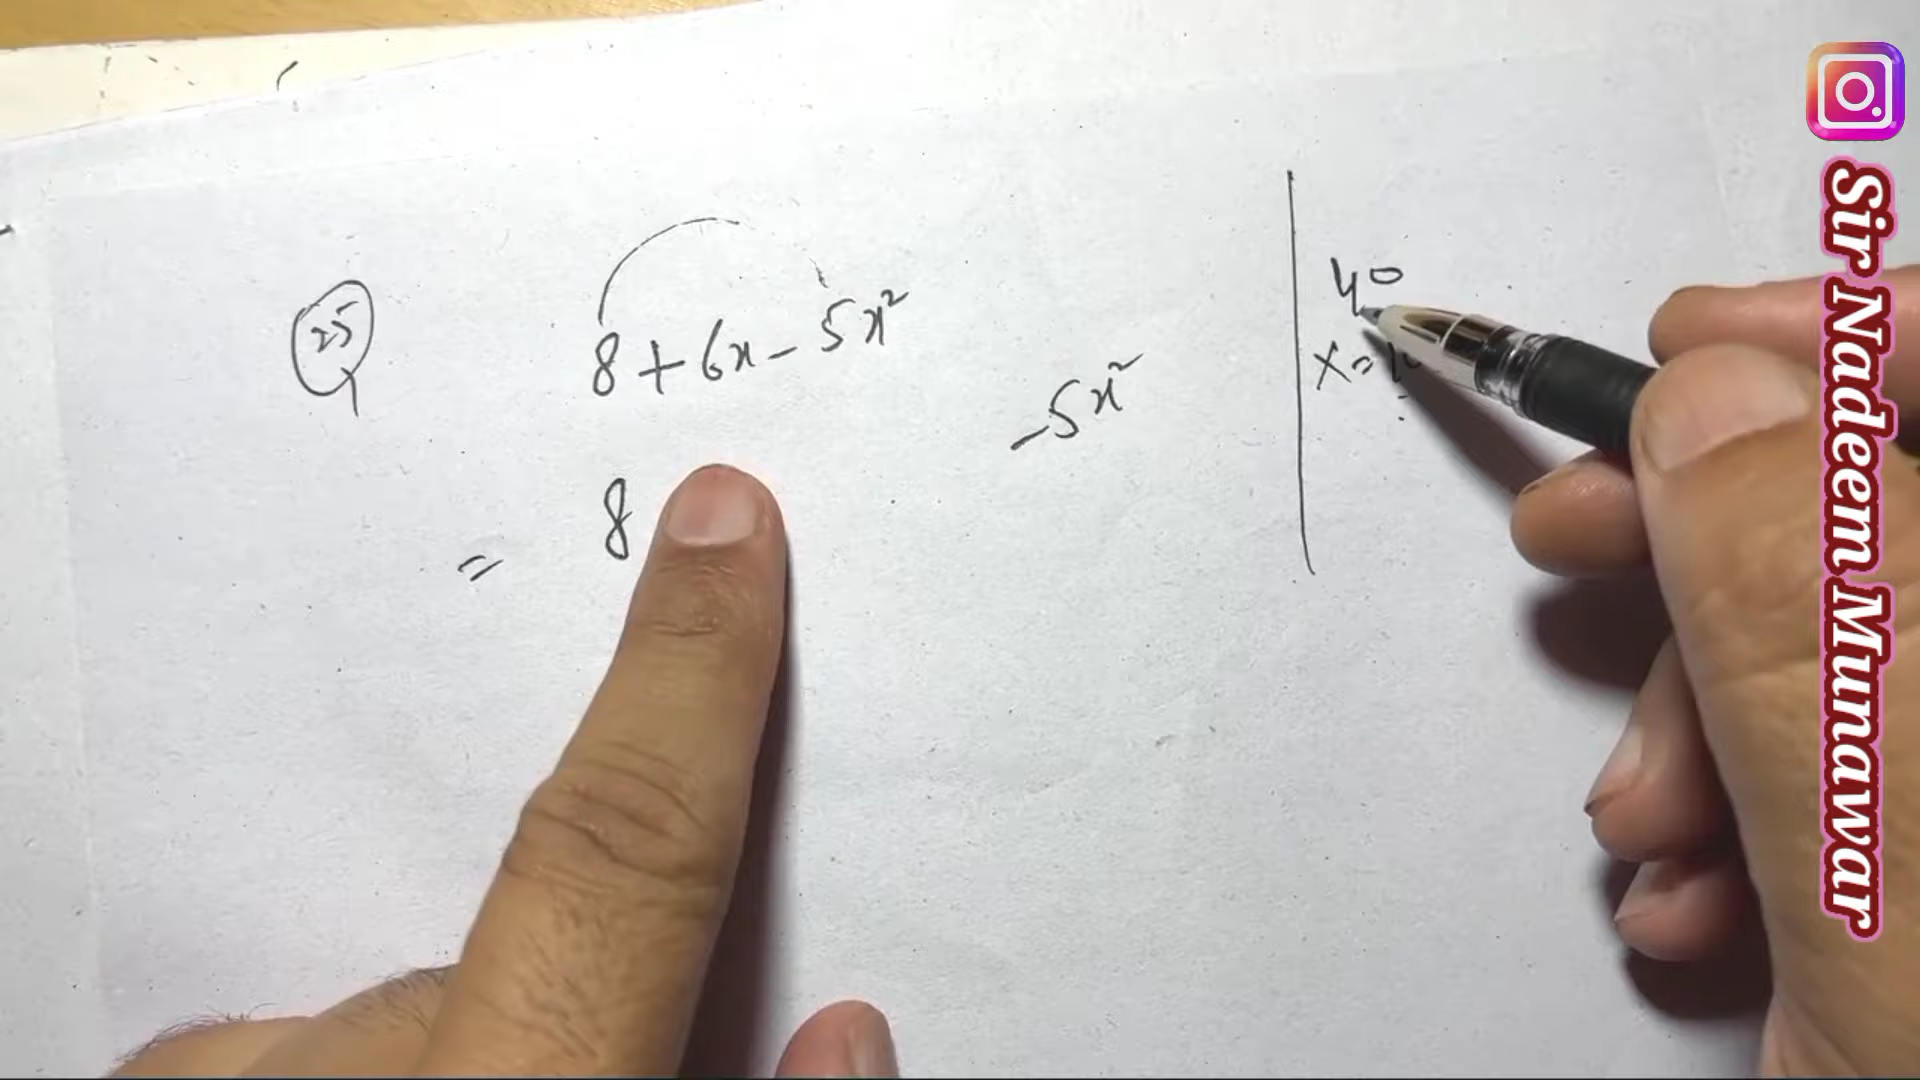 25
8 + 6x - 5x²
= 8 - 5x²
40
x =
Sir Nadeem Munawar